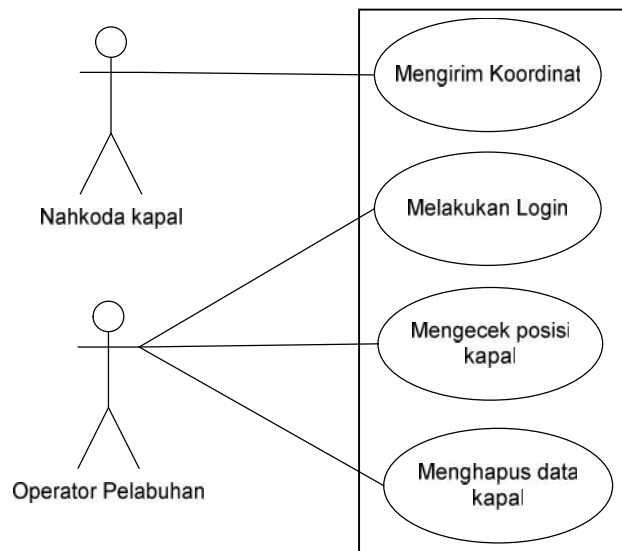 Mengirim Koordinat
Nahkoda kapal
Melakukan Login
Mengecek posisi
kapal
Operator Pelabuhan
Menghapus data
kapal